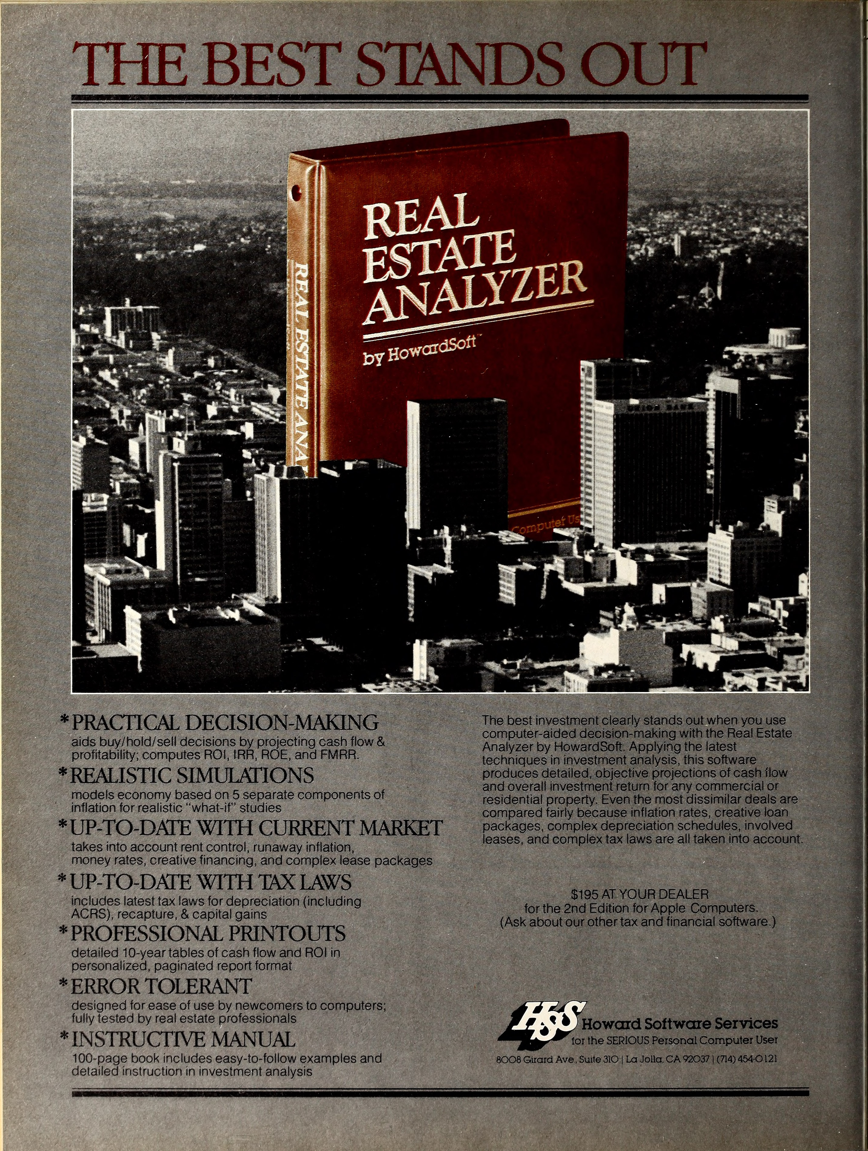 THE BEST STANDS OUT
REAL
ESTATE
ANALYZER
by HowardSoft™
REAL ESTATE ANA
UNION BANK
Computer Us
*PRACTICAL DECISION-MAKING
aids buy/hold/sell decisions by projecting cash flow &
profitability; computes ROI, IRR, ROE, and FMRR.
*REALISTIC SIMULATIONS
models economy based on 5 separate components of
inflation for realistic "what-if" studies
*UP-TO-DATE WITH CURRENT MARKET
takes into account rent control, runaway inflation,
money rates, creative financing, and complex lease packages
*UP-TO-DATE WITH TAX LAWS
includes latest tax laws for depreciation (including
ACRS), recapture, & capital gains
*PROFESSIONAL PRINTOUTS
detailed 10-year tables of cash flow and ROI in
personalized, paginated report format
*ERROR TOLERANT
designed for ease of use by newcomers to computers;
fully tested by real estate professionals
*INSTRUCTIVE MANUAL
100-page book includes easy-to-follow examples and
detailed instruction in investment analysis
The best investment clearly stands out when you use
computer-aided decision-making with the Real Estate
Analyzer by HowardSoft. Applying the latest
techniques in investment analysis, this software
produces detailed, objective projections of cash flow
and overall investment return for any commercial or
residential property. Even the most dissimilar deals are
compared fairly because inflation rates, creative loan
packages, complex depreciation schedules, involved
leases, and complex tax laws are all taken into account.
$195 AT YOUR DEALER
for the 2nd Edition for Apple Computers.
(Ask about our other tax and financial software.)
HSS
Howard Software Services
for the SERIOUS Personal Computer User
8008 Girard Ave., Suite 310 | La Jolla, CA 92037 | (714) 454-0121